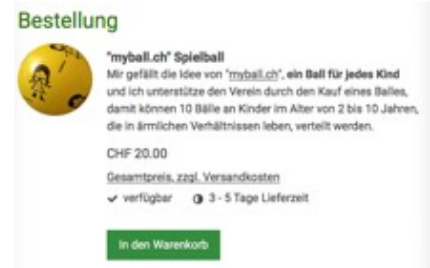 Bestellung
"myball.ch" Spielball
Mir gefällt die Idee von "myball.ch", ein Ball für jedes Kind
und ich unterstütze den Verein durch den Kauf eines Balles,
damit können 10 Bälle an Kinder im Alter von 2 bis 10 Jahren,
die in ärmlichen Verhältnissen leben, verteilt werden.
CHF 20.00
Gesamtpreis, zzgl. Versandkosten
verfügbar 3 - 5 Tage Lieferzeit
In den Warenkorb